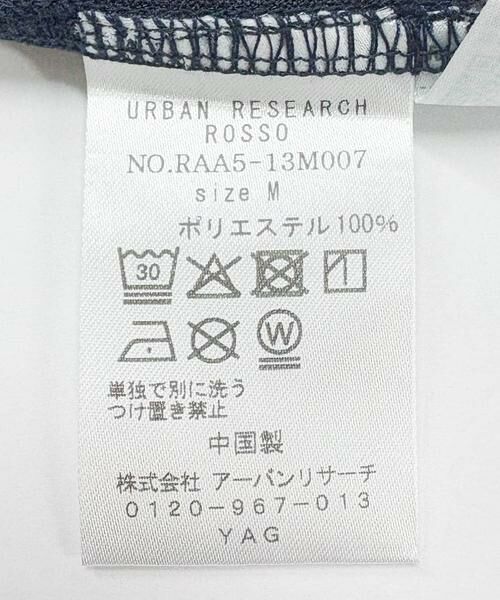 URBAN RESEARCH
ROSSO
NO.RAA5-13M007
size M
ポリエステル100%
30
W
単独で別に洗う
つけ置き禁止
中国製
株式会社 アーバンリサーチ
0120-967-013
YAG